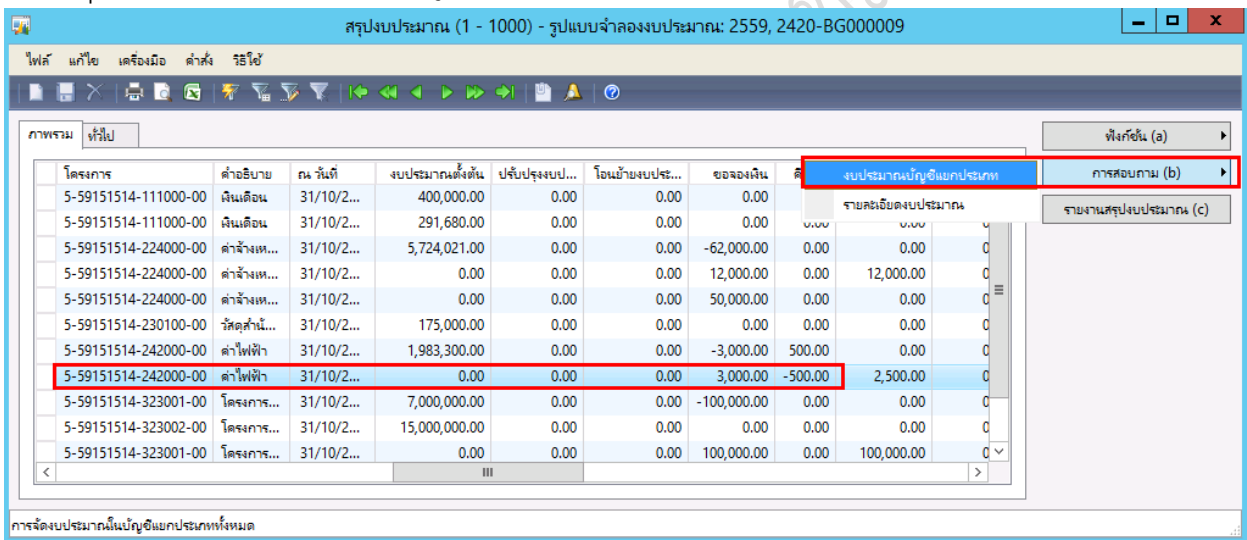 สรุปงบประมาณ (1 - 1000) - รูปแบบจำลองงบประมาณ: 2559, 2420-BG000009
ไฟล์ แก้ไข เครื่องมือ คำสั่ง วิธีใช้
ภาพรวม ทั่วไป
ฟังก์ชั่น (a)
การสอบถาม (b)
รายงานสรุปงบประมาณ (c)
งบประมาณบัญชีแยกประเภท
รายละเอียดงบประมาณ
โครงการ คำอธิบาย ณ วันที่ งบประมาณตั้งต้น ปรับปรุงงบป... โอนย้ายงบประ... ขอจองเงิน
5-59151514-111000-00 เงินเดือน 31/10/2... 400,000.00 0.00 0.00 0.00
5-59151514-111000-00 เงินเดือน 31/10/2... 291,680.00 0.00 0.00 0.00 0.00 0.00
5-59151514-224000-00 ค่าจ้างเห... 31/10/2... 5,724,021.00 0.00 0.00 -62,000.00 0.00 0.00
5-59151514-224000-00 ค่าจ้างเห... 31/10/2... 0.00 0.00 0.00 12,000.00 0.00 12,000.00
5-59151514-224000-00 ค่าจ้างเห... 31/10/2... 0.00 0.00 0.00 50,000.00 0.00 0.00
5-59151514-230100-00 วัสดุสำนั... 31/10/2... 175,000.00 0.00 0.00 0.00 0.00 0.00
5-59151514-242000-00 ค่าไฟฟ้า 31/10/2... 1,983,300.00 0.00 0.00 -3,000.00 500.00 0.00
5-59151514-242000-00 ค่าไฟฟ้า 31/10/2... 0.00 0.00 0.00 3,000.00 -500.00 2,500.00
5-59151514-323001-00 โครงการ... 31/10/2... 7,000,000.00 0.00 0.00 -100,000.00 0.00 0.00
5-59151514-323002-00 โครงการ... 31/10/2... 15,000,000.00 0.00 0.00 0.00 0.00 0.00
5-59151514-323001-00 โครงการ... 31/10/2... 0.00 0.00 0.00 100,000.00 0.00 100,000.00
การจัดงบประมาณในบัญชีแยกประเภททั้งหมด